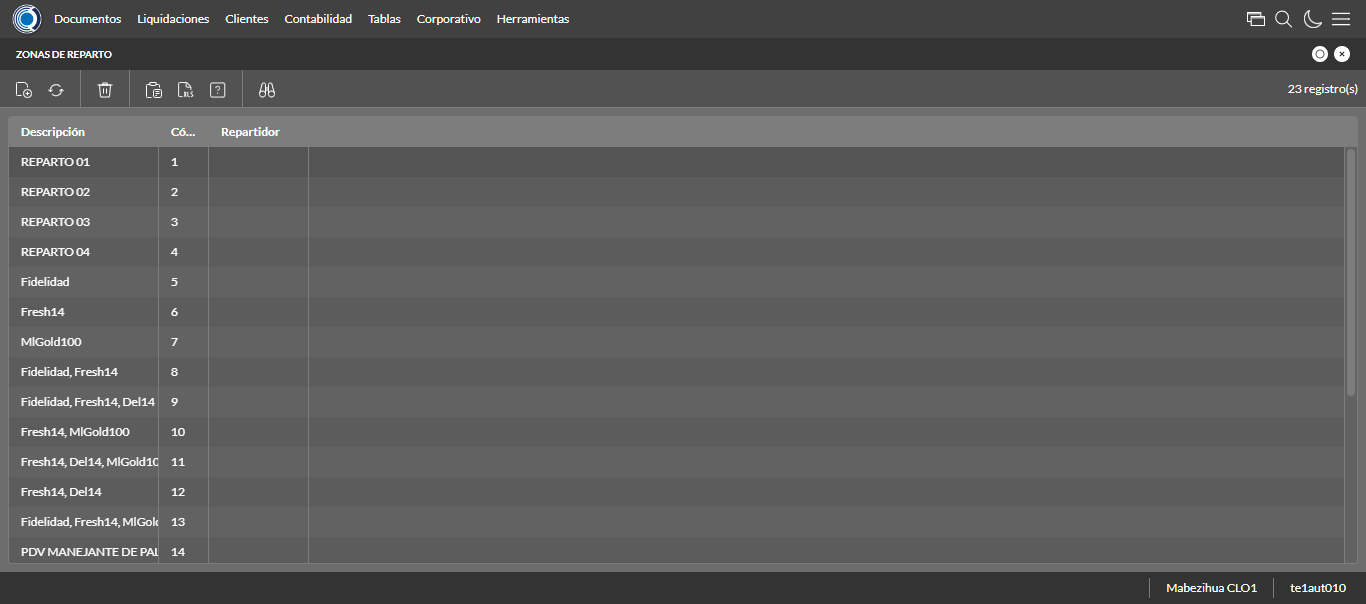 Documentos Liquidaciones Clientes Contabilidad Tablas Corporativo Herramientas
ZONAS DE REPARTO
XLS ? 23 registro(s)
Descripción Có... Repartidor
REPARTO 01 1
REPARTO 02 2
REPARTO 03 3
REPARTO 04 4
Fidelidad 5
Fresh14 6
MlGold100 7
Fidelidad, Fresh14 8
Fidelidad, Fresh14, Del14 9
Fresh14, MlGold100 10
Fresh14, Del14, MlGold10 11
Fresh14, Del14 12
Fidelidad, Fresh14, MlGold 13
PDV MANEJANTE DE PAL 14
Mabezihua CLO1 te1aut010